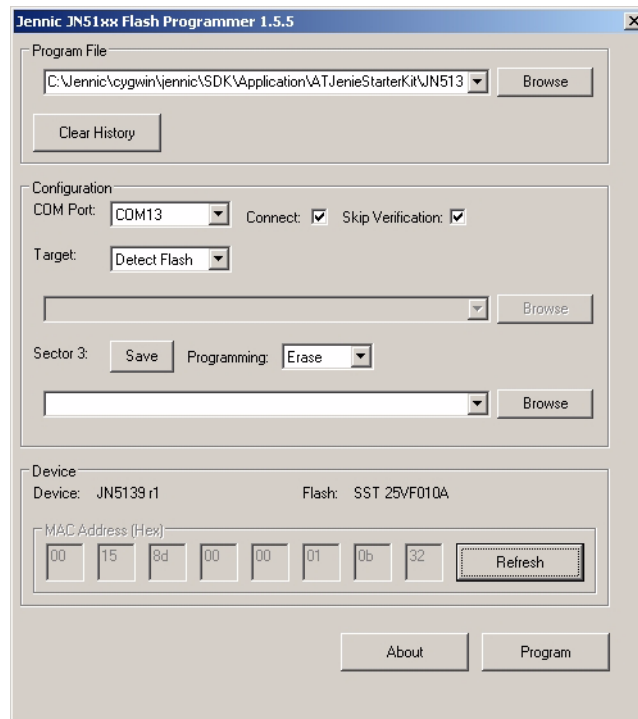 Jennic JN51xx Flash Programmer 1.5.5
Program File
C:\Jennic\cygwin\jennic\SDK\Application\ATJenieStarterKit\JN513 Browse
Clear History
Configuration
COM Port: COM13 Connect: Skip Verification:
Target: Detect Flash
Browse
Sector 3: Save Programming: Erase
Browse
Device
Device: JN5139 r1 Flash: SST 25VF010A
MAC Address (Hex)
00 15 8d 00 00 01 0b 32 Refresh
About Program